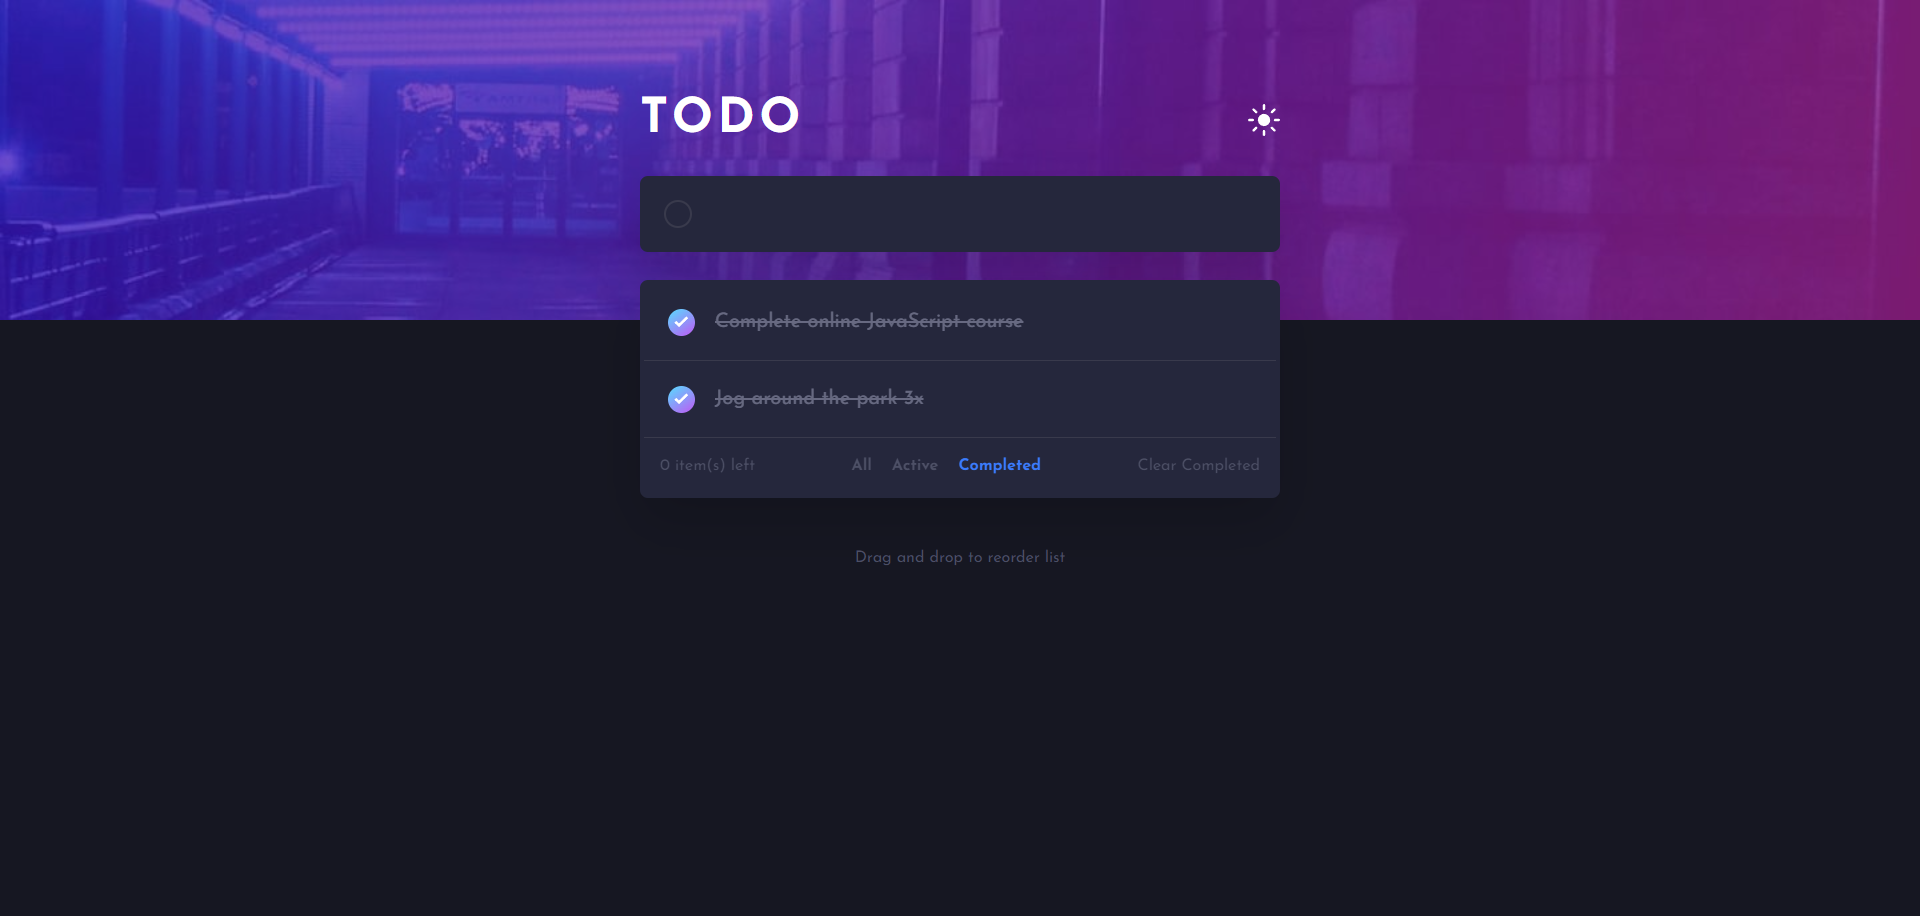 TODO
Complete online JavaScript course
Jog around the park 3x
0 item(s) left All Active Completed Clear Completed
Drag and drop to reorder list